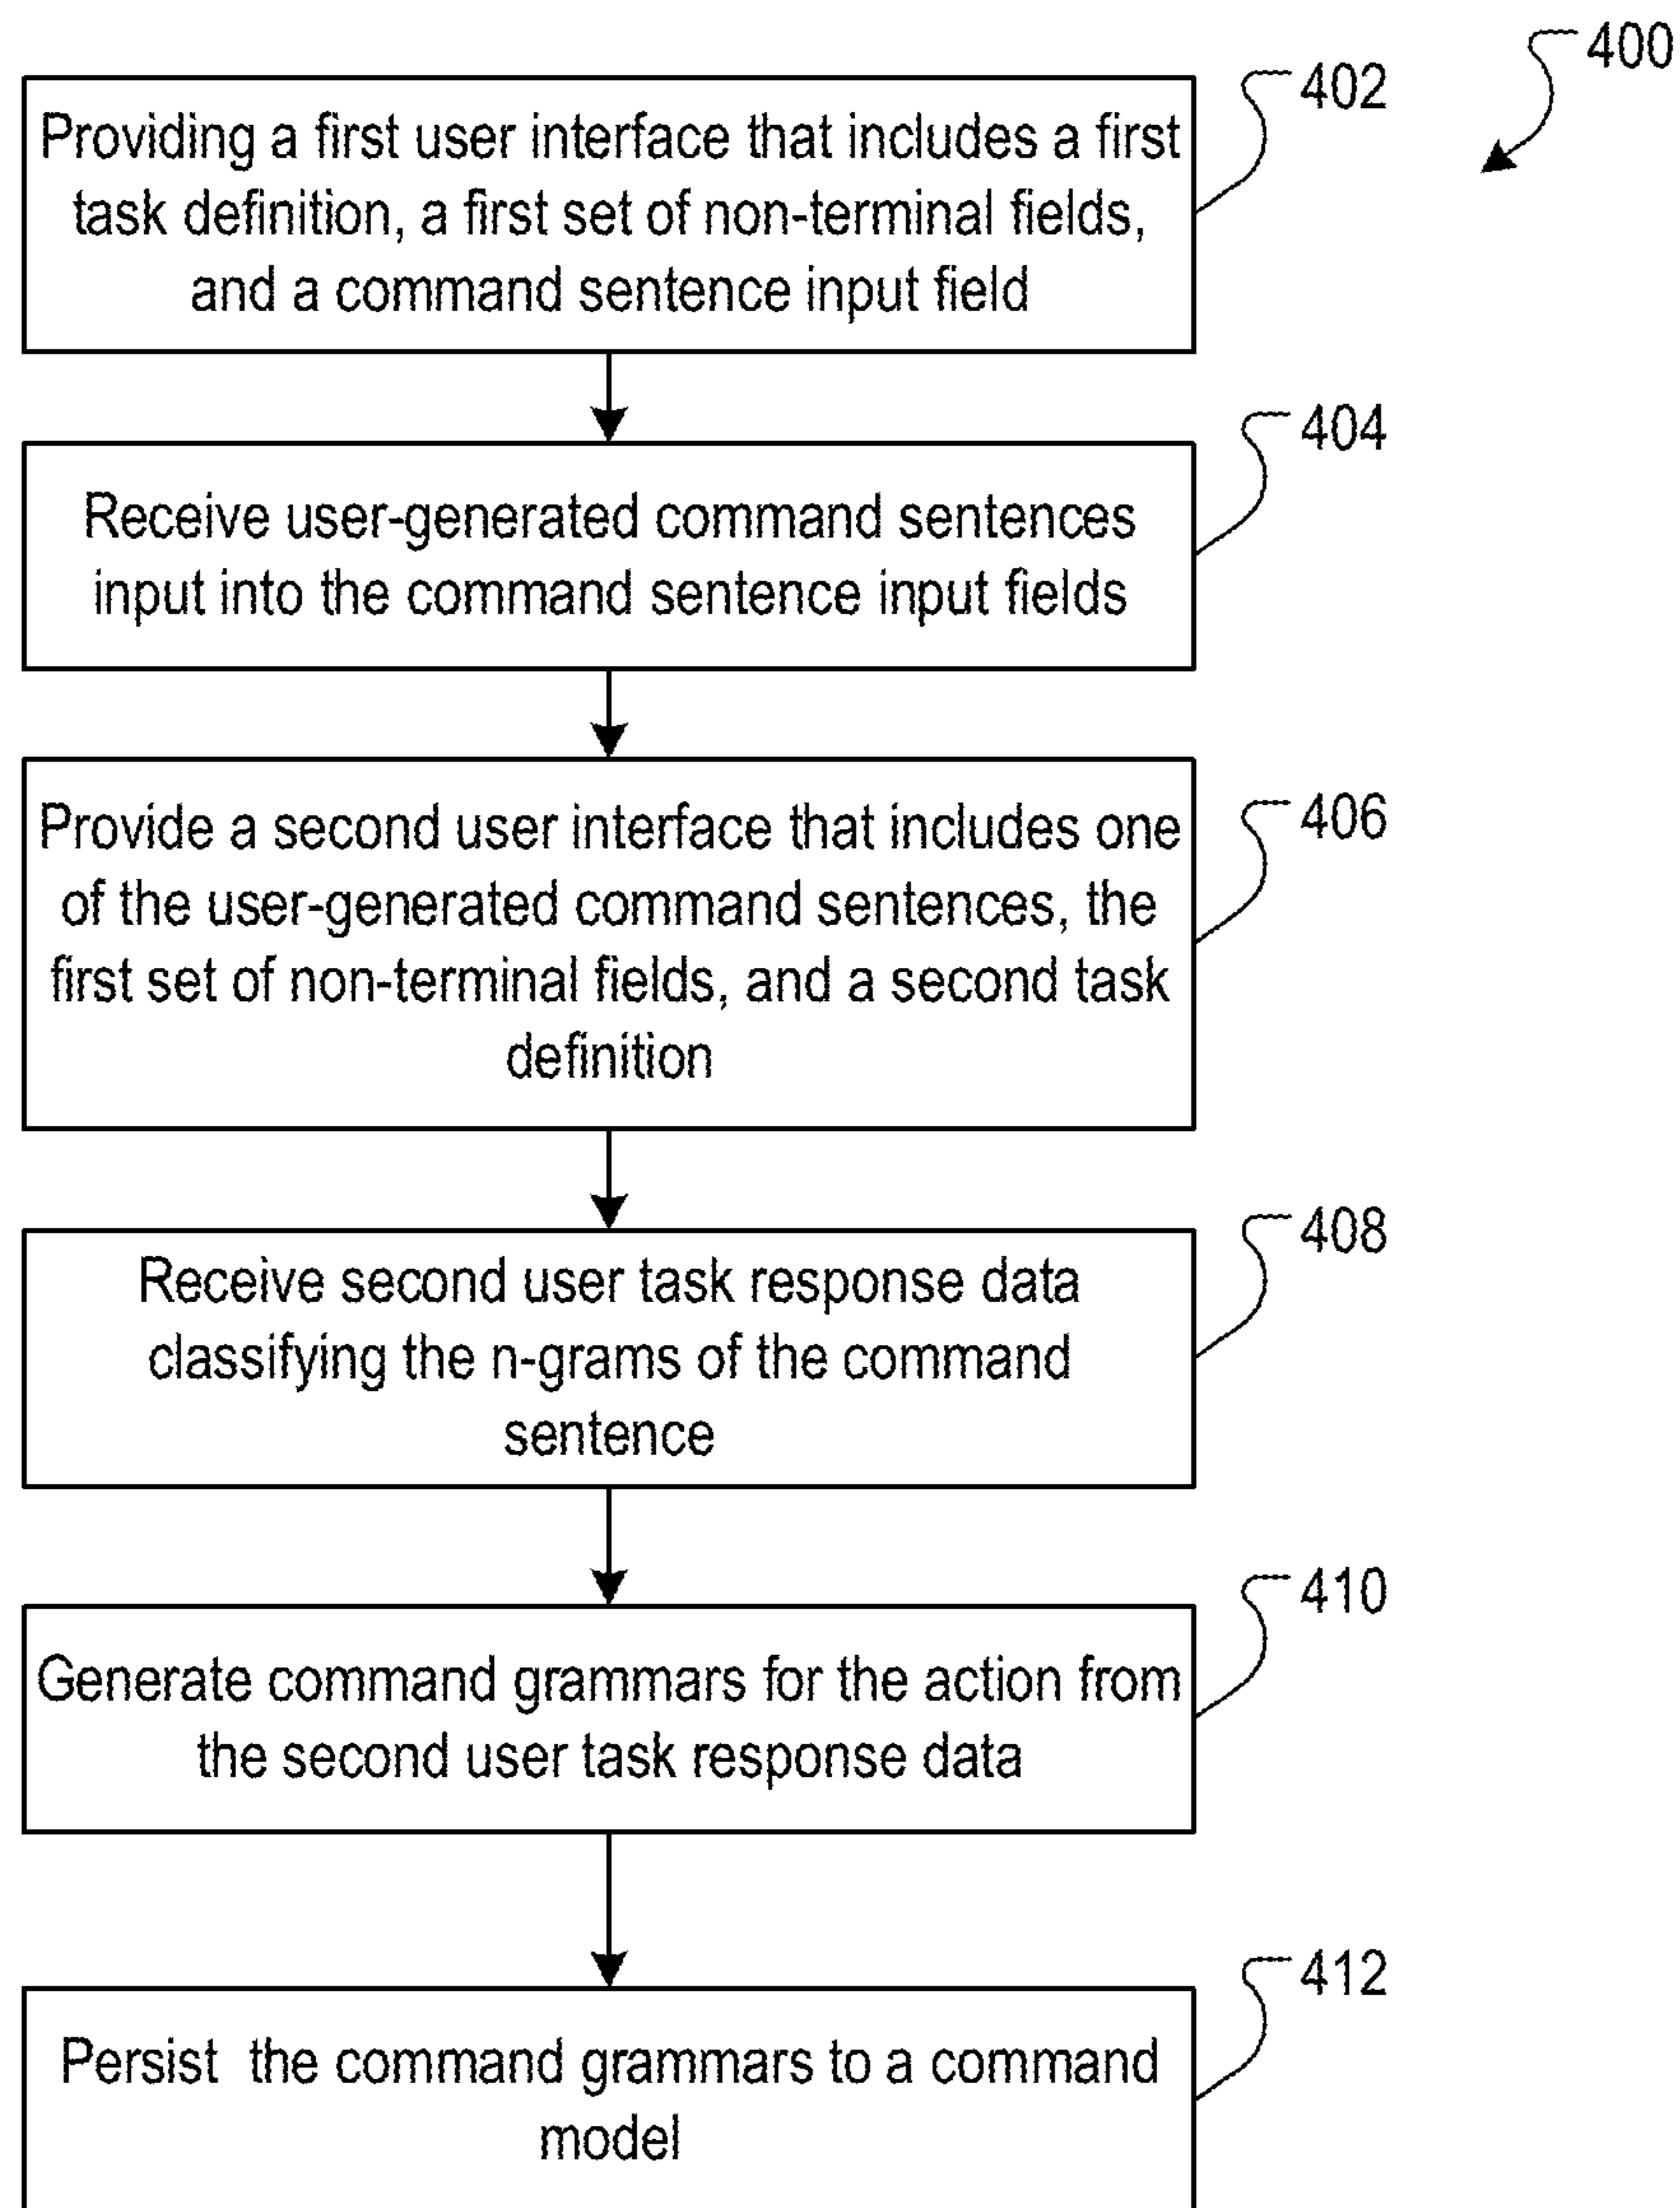 400
402
Providing a first user interface that includes a first
task definition, a first set of non-terminal fields,
and a command sentence input field
404
Receive user-generated command sentences
input into the command sentence input fields
406
Provide a second user interface that includes one
of the user-generated command sentences, the
first set of non-terminal fields, and a second task
definition
408
Receive second user task response data
classifying the n-grams of the command
sentence
410
Generate command grammars for the action from
the second user task response data
412
Persist the command grammars to a command
model